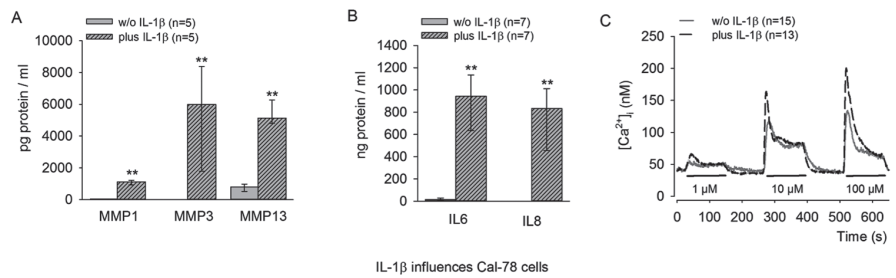 A
w/o IL-1β (n=5)
plus IL-1β (n=5)
pg protein / ml
10000
8000
6000
4000
2000
0
**
**
**
MMP1 MMP3 MMP13
B
w/o IL-1β (n=7)
plus IL-1β (n=7)
ng protein / ml
1400
1200
1000
800
600
400
200
0
**
**
IL6 IL8
C
w/o IL-1β (n=15)
plus IL-1β (n=13)
[Ca²⁺]ᵢ (nM)
250
200
150
100
50
0
1 µM 10 µM 100 µM
0 100 200 300 400 500 600
Time (s)
IL-1β influences Cal-78 cells